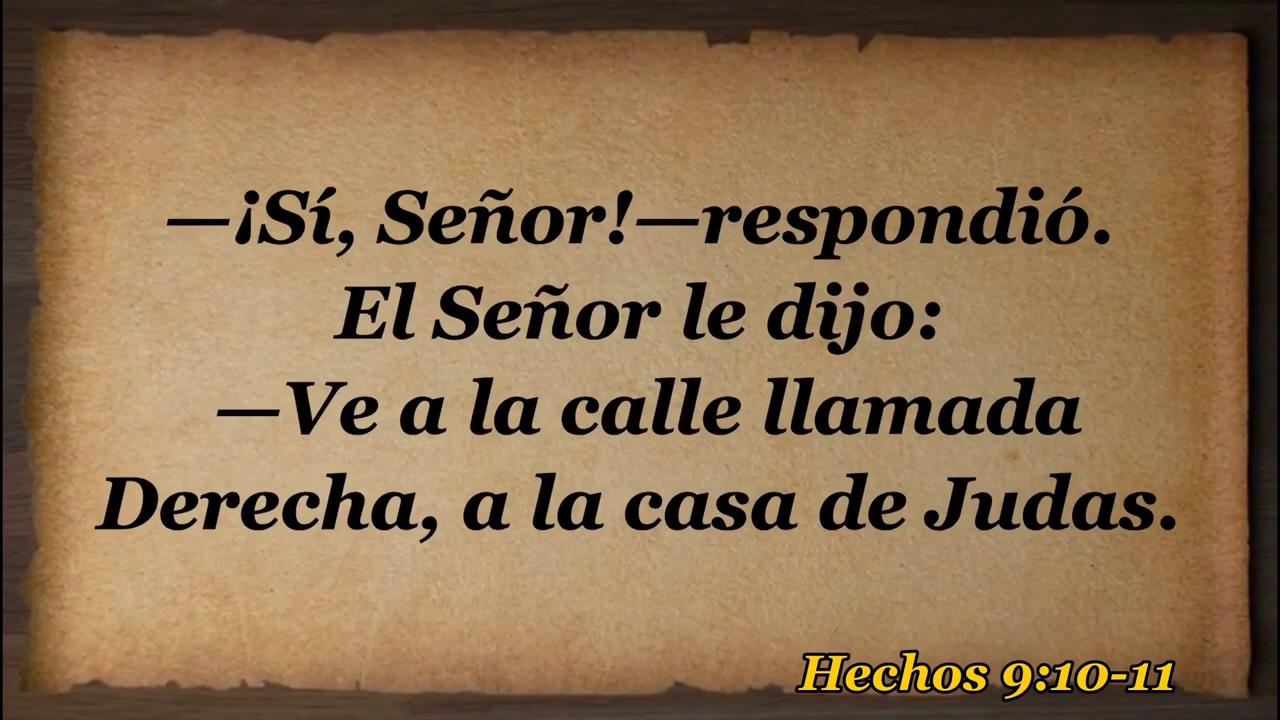 —¡Sí, Señor!—respondió.
El Señor le dijo:
—Ve a la calle llamada
Derecha, a la casa de Judas.
Hechos 9:10-11